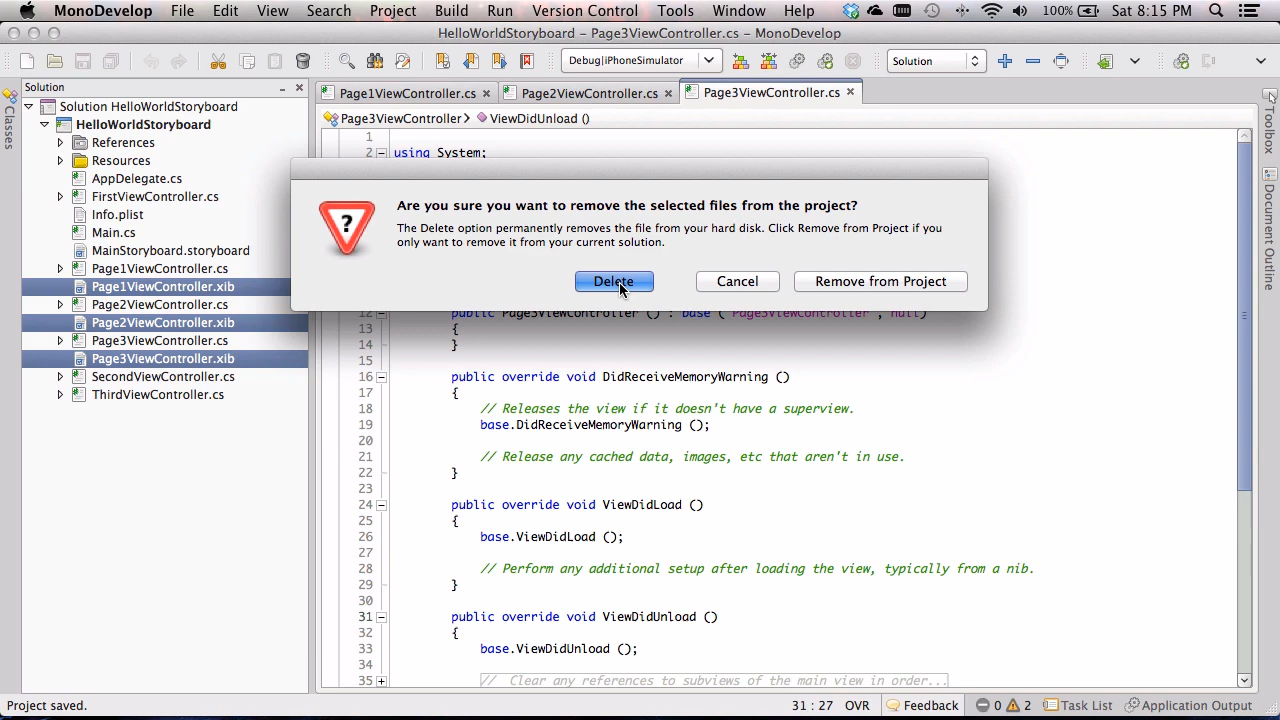 MonoDevelop File Edit View Search Project Build Run Version Control Tools Window Help 100% Sat 8:15 PM
HelloWorldStoryboard – Page3ViewController.cs – MonoDevelop
Debug|iPhoneSimulator Solution
Solution
Page1ViewController.cs Page2ViewController.cs Page3ViewController.cs
Page3ViewController ViewDidUnload ()
Classes
Solution HelloWorldStoryboard
HelloWorldStoryboard
References
Resources
AppDelegate.cs
FirstViewController.cs
Info.plist
Main.cs
MainStoryboard.storyboard
Page1ViewController.cs
Page1ViewController.xib
Page2ViewController.cs
Page2ViewController.xib
Page3ViewController.cs
Page3ViewController.xib
SecondViewController.cs
ThirdViewController.cs
Toolbox
Document Outline
1
2 using System;
Are you sure you want to remove the selected files from the project?
The Delete option permanently removes the file from your hard disk. Click Remove from Project if you
only want to remove it from your current solution.
Delete Cancel Remove from Project
12 public Page3ViewController () : base ("Page3ViewController", null)
13 {
14 }
15
16 public override void DidReceiveMemoryWarning ()
17 {
18 // Releases the view if it doesn't have a superview.
19 base.DidReceiveMemoryWarning ();
20
21 // Release any cached data, images, etc that aren't in use.
22 }
23
24 public override void ViewDidLoad ()
25 {
26 base.ViewDidLoad ();
27
28 // Perform any additional setup after loading the view, typically from a nib.
29 }
30
31 public override void ViewDidUnload ()
32 {
33 base.ViewDidUnload ();
34
35 // Clear any references to subviews of the main view in order...
Project saved. 31 : 27 OVR Feedback 0 2 Task List Application Output